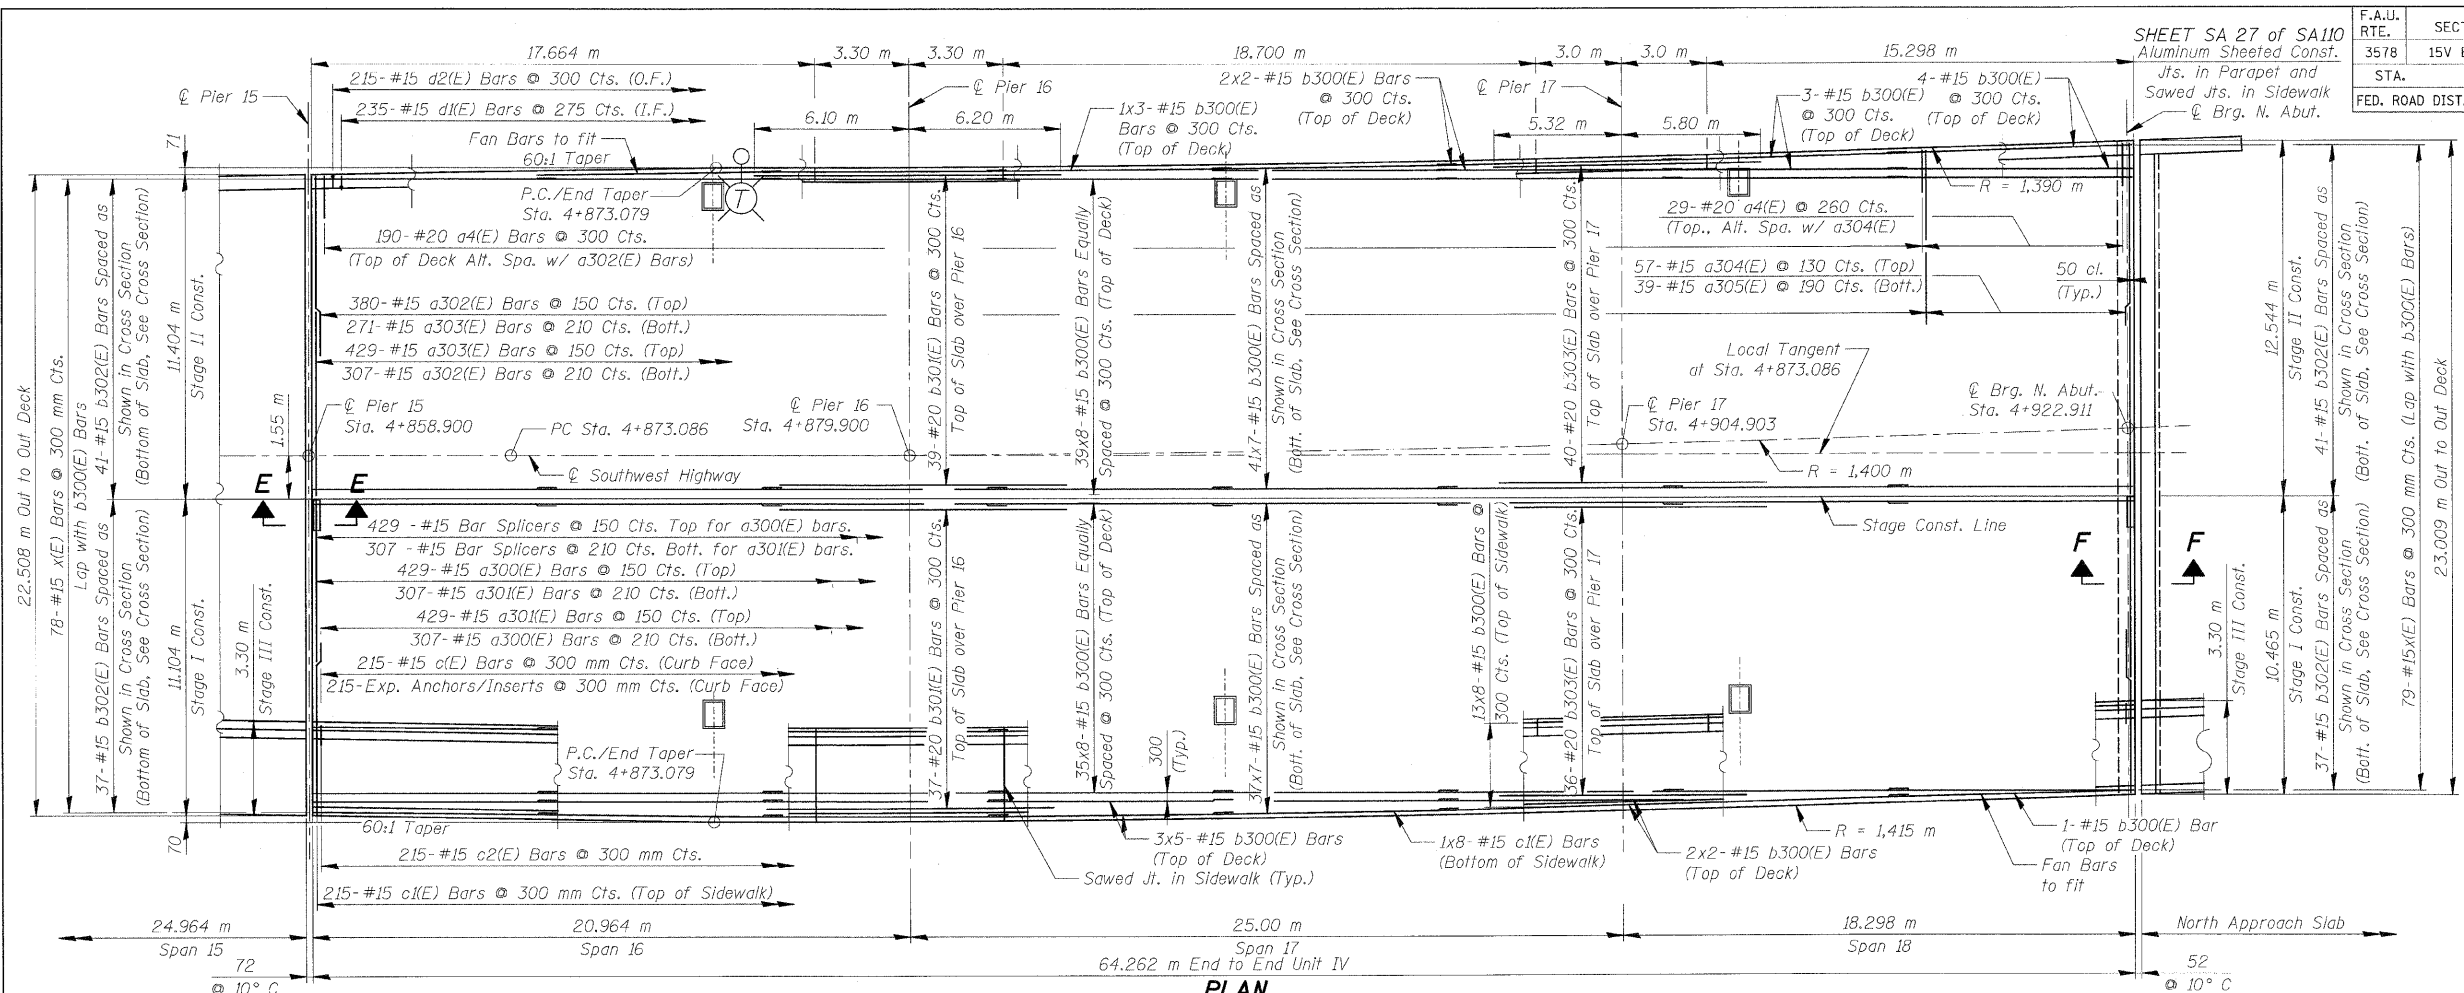 SHEET SA 27 of SA110
F.A.U.
RTE.
3578
15V
STA.
FED. ROAD DIST.
17.664 m
3.30 m
3.30 m
18.700 m
3.0 m
3.0 m
15.298 m
Aluminum Sheeted Const.
Jts. in Parapet and
Sawed Jts. in Sidewalk
℄ Brg. N. Abut.
215-#15 d2(E) Bars @ 300 Cts. (O.F.)
235-#15 d1(E) Bars @ 275 Cts. (I.F.)
Fan Bars to fit
60:1 Taper
℄ Pier 15
℄ Pier 16
℄ Pier 17
6.10 m
6.20 m
5.32 m
5.80 m
1x3-#15 b300(E)
Bars @ 300 Cts.
(Top of Deck)
2x2-#15 b300(E) Bars
@ 300 Cts.
(Top of Deck)
3-#15 b300(E)
@ 300 Cts.
(Top of Deck)
4-#15 b300(E)
@ 300 Cts.
(Top of Deck)
71
P.C./End Taper
Sta. 4+873.079
T
R = 1,390 m
190-#20 a4(E) Bars @ 300 Cts.
(Top of Deck Alt. Spa. w/ a302(E) Bars)
29-#20 a4(E) @ 260 Cts.
(Top., Alt. Spa. w/ a304(E)
57-#15 a304(E) @ 130 Cts. (Top)
39-#15 a305(E) @ 190 Cts. (Bott.)
50 cl.
(Typ.)
380-#15 a302(E) Bars @ 150 Cts. (Top)
271-#15 a303(E) Bars @ 210 Cts. (Bott.)
429-#15 a303(E) Bars @ 150 Cts. (Top)
307-#15 a302(E) Bars @ 210 Cts. (Bott.)
22.508 m Out to Out Deck
78-#15 x(E) Bars @ 300 mm Cts.
Lap with b300(E) Bars
41-#15 b302(E) Bars Spaced as
Shown in Cross Section
(Bottom of Slab, See Cross Section)
11.404 m
Stage II Const.
1.55 m
℄ Pier 15
Sta. 4+858.900
PC Sta. 4+873.086
℄ Pier 16
Sta. 4+879.900
℄ Southwest Highway
39-#20 b301(E) Bars @ 300 Cts.
Top of Slab over Pier 16
39x8-#15 b300(E) Bars Equally
Spaced @ 300 Cts. (Top of Deck)
41x7-#15 b300(E) Bars Spaced as
Shown in Cross Section
(Bott. of Slab, See Cross Section)
40-#20 b303(E) Bars @ 300 Cts.
Top of Slab over Pier 17
Local Tangent
at Sta. 4+873.086
℄ Pier 17
Sta. 4+904.903
℄ Brg. N. Abut.
Sta. 4+922.911
R = 1,400 m
12.544 m
Stage II Const.
41-#15 b302(E) Bars Spaced as
Shown in Cross Section
(Bott. of Slab, See Cross Section)
79-#15x(E) Bars @ 300 mm Cts. (Lap with b300(E) Bars)
23.009 m Out to Out Deck
E
E
Stage Const. Line
F
F
37-#15 b302(E) Bars Spaced as
Shown in Cross Section
(Bottom of Slab, See Cross Section)
11.104 m
Stage I Const.
3.30 m
Stage III Const.
429 -#15 Bar Splicers @ 150 Cts. Top for a300(E) bars.
307 -#15 Bar Splicers @ 210 Cts. Bott. for a301(E) bars.
429-#15 a300(E) Bars @ 150 Cts. (Top)
307-#15 a301(E) Bars @ 210 Cts. (Bott.)
429-#15 a301(E) Bars @ 150 Cts. (Top)
307-#15 a300(E) Bars @ 210 Cts. (Bott.)
215-#15 c(E) Bars @ 300 mm Cts. (Curb Face)
215-Exp. Anchors/Inserts @ 300 mm Cts. (Curb Face)
37-#20 b301(E) Bars @ 300 Cts.
Top of Slab over Pier 16
35x8-#15 b300(E) Bars Equally
Spaced @ 300 Cts. (Top of Deck)
300
(Typ.)
37x7-#15 b300(E) Bars Spaced as
Shown in Cross Section
(Bott. of Slab, See Cross Section)
13x8-#15 b300(E) Bars @
300 Cts. (Top of Sidewalk)
36-#20 b303(E) Bars @ 300 Cts.
Top of Slab over Pier 17
3.30 m
Stage III Const.
10.465 m
Stage I Const.
37-#15 b302(E) Bars Spaced as
Shown in Cross Section
(Bott. of Slab, See Cross Section)
P.C./End Taper
Sta. 4+873.079
70
60:1 Taper
215-#15 c2(E) Bars @ 300 mm Cts.
215-#15 c1(E) Bars @ 300 mm Cts. (Top of Sidewalk)
3x5-#15 b300(E) Bars
(Top of Deck)
Sawed Jt. in Sidewalk (Typ.)
1x8-#15 c1(E) Bars
(Bottom of Sidewalk)
2x2-#15 b300(E) Bars
(Top of Deck)
R = 1,415 m
1-#15 b300(E) Bar
(Top of Deck)
Fan Bars
to fit
24.964 m
Span 15
20.964 m
Span 16
25.00 m
Span 17
18.298 m
Span 18
North Approach Slab
72
@ 10° C
64.262 m End to End Unit IV
52
@ 10° C
PLAN